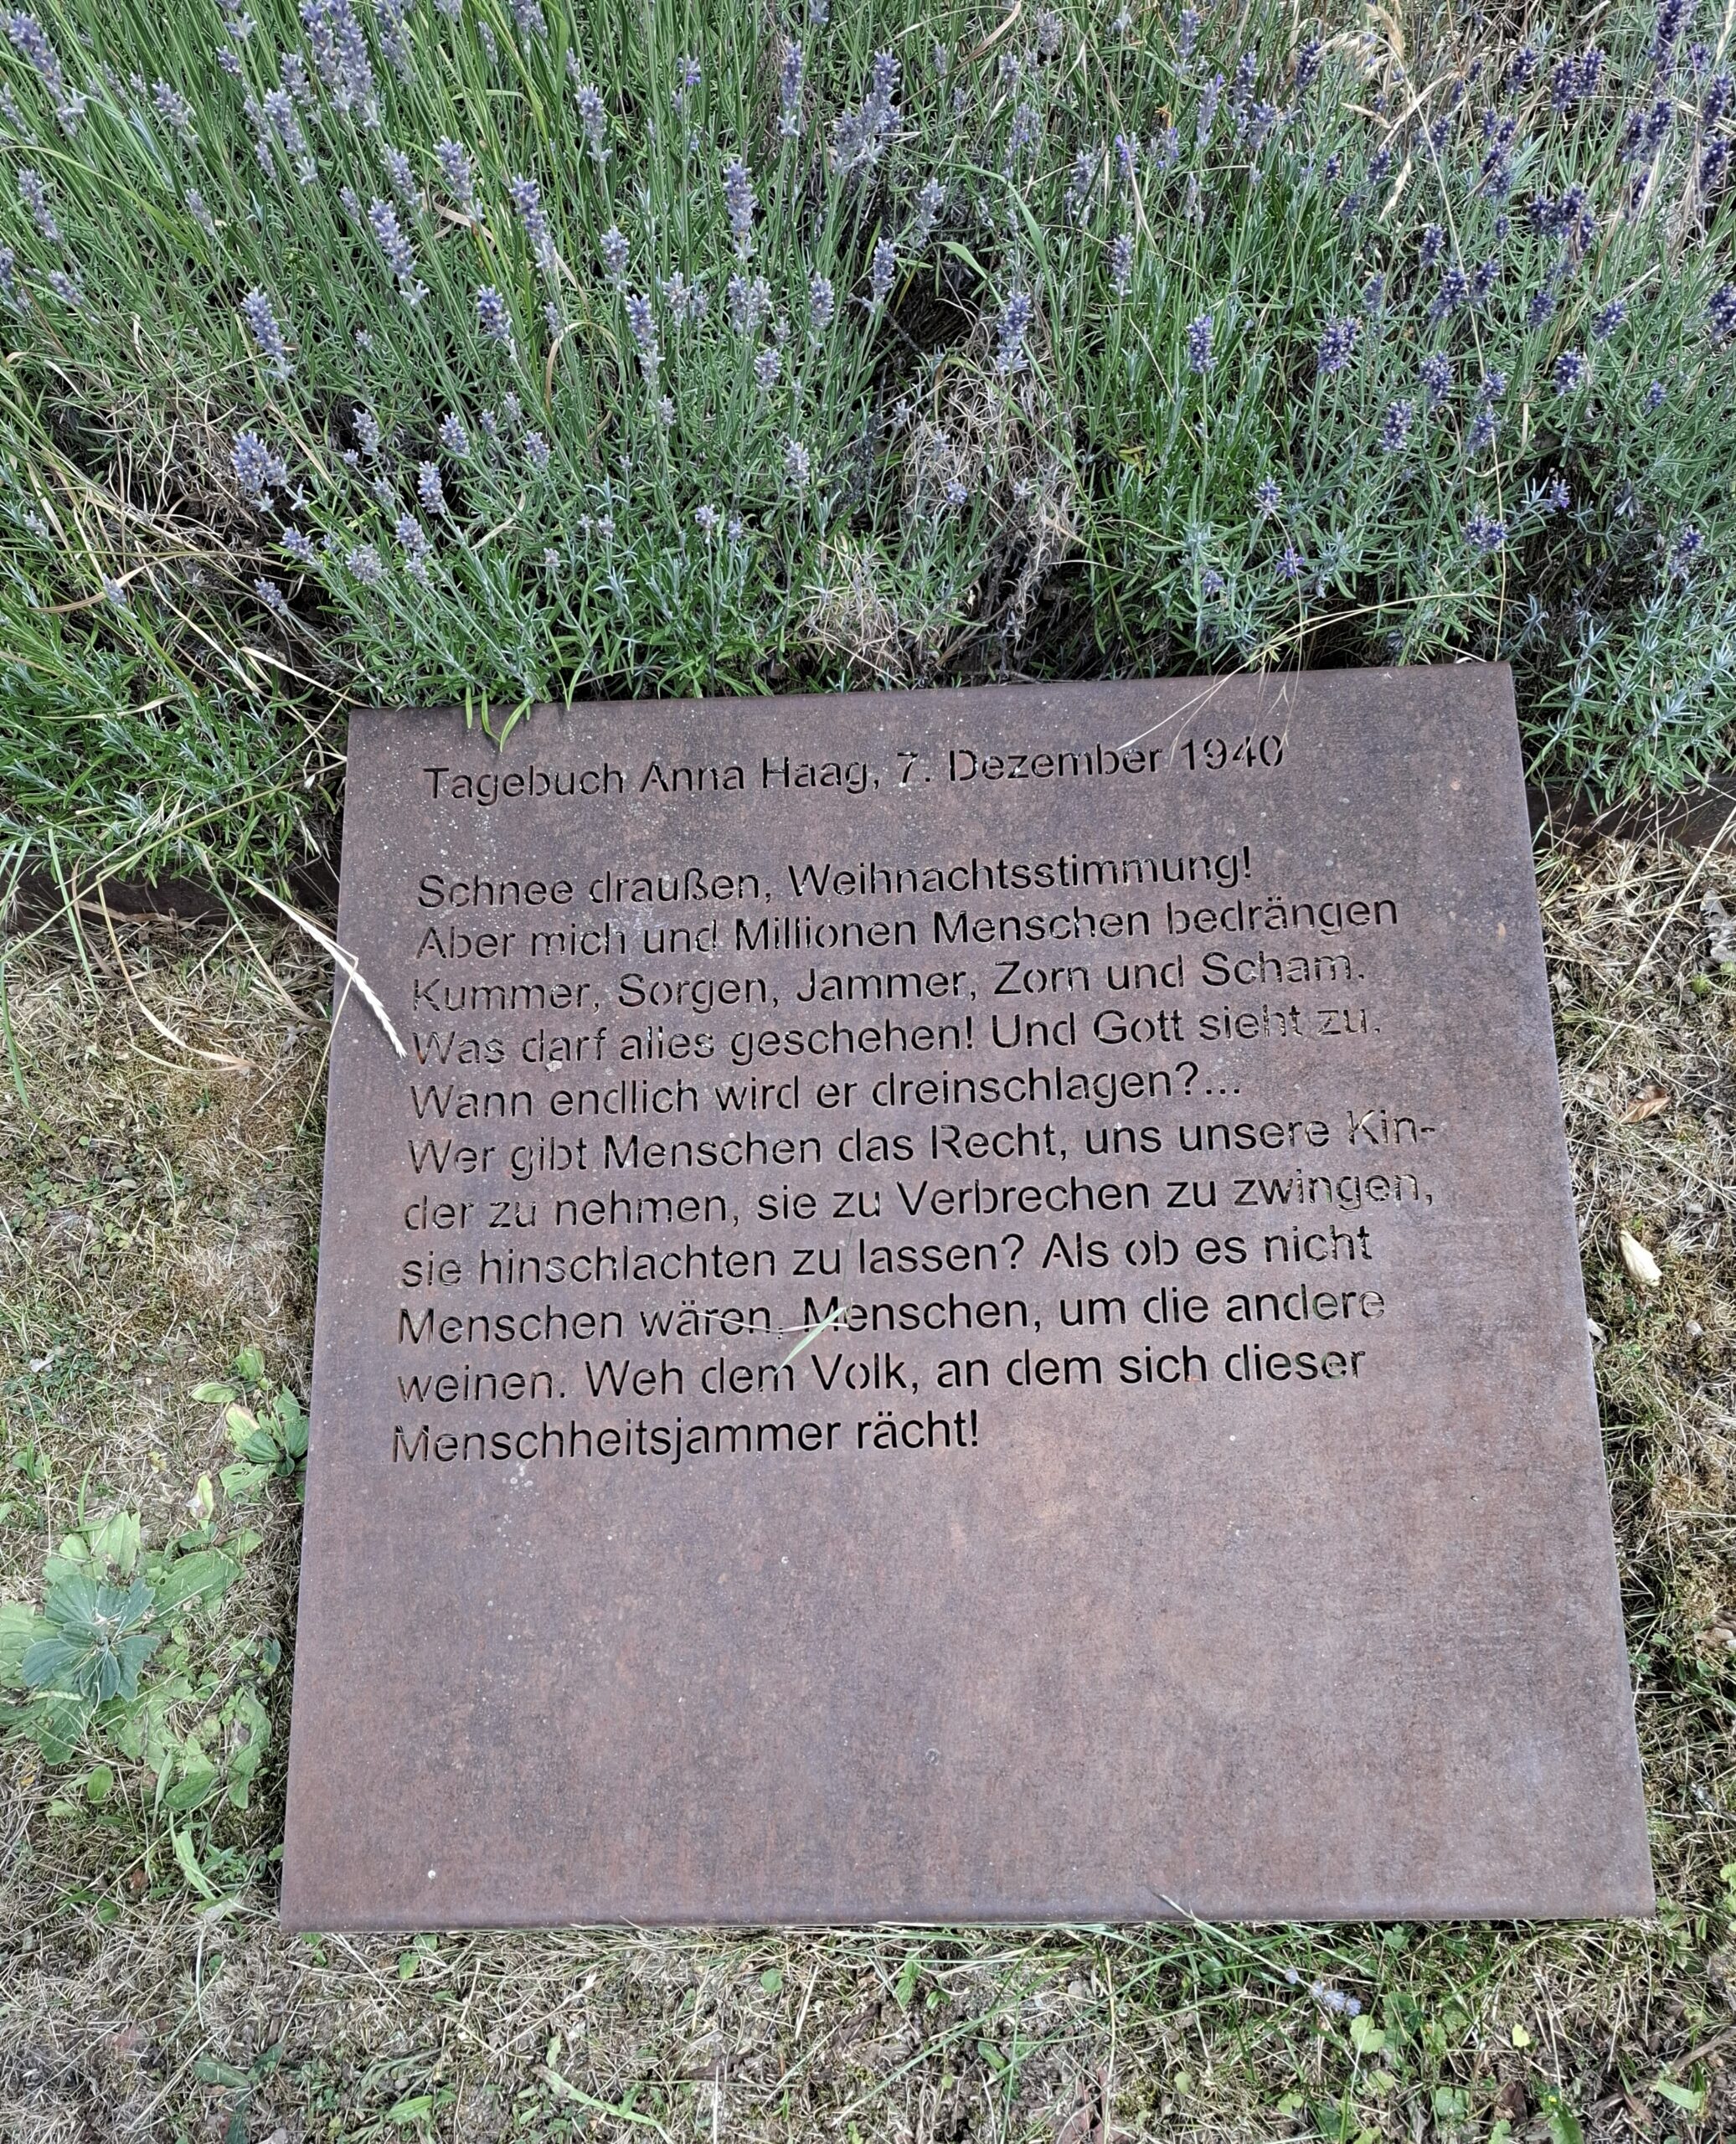 Tagebuch Anna Haag, 7. Dezember 1940
Schnee draußen, Weihnachtsstimmung!
Aber mich und Millionen Menschen bedrängen
Kummer, Sorgen, Jammer, Zorn und Scham.
Was darf alles geschehen! Und Gott sieht zu.
Wann endlich wird er dreinschlagen?...
Wer gibt Menschen das Recht, uns unsere Kin-
der zu nehmen, sie zu Verbrechen zu zwingen,
sie hinschlachten zu lassen? Als ob es nicht
Menschen wären, Menschen, um die andere
weinen. Weh dem Volk, an dem sich dieser
Menschheitsjammer rächt!